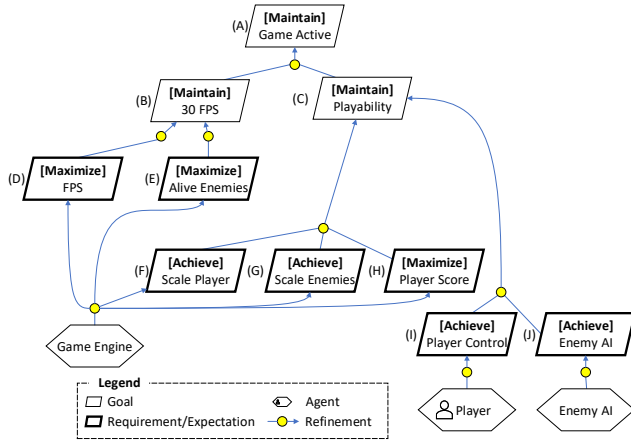 (A)
[Maintain]
Game Active
(B)
[Maintain]
30 FPS
(C)
[Maintain]
Playability
(D)
[Maximize]
FPS
(E)
[Maximize]
Alive Enemies
(F)
[Achieve]
Scale Player
(G)
[Achieve]
Scale Enemies
(H)
[Maximize]
Player Score
(I)
[Achieve]
Player Control
(J)
[Achieve]
Enemy AI
Game Engine
Player
Enemy AI
Legend
Goal
Agent
Requirement/Expectation
Refinement